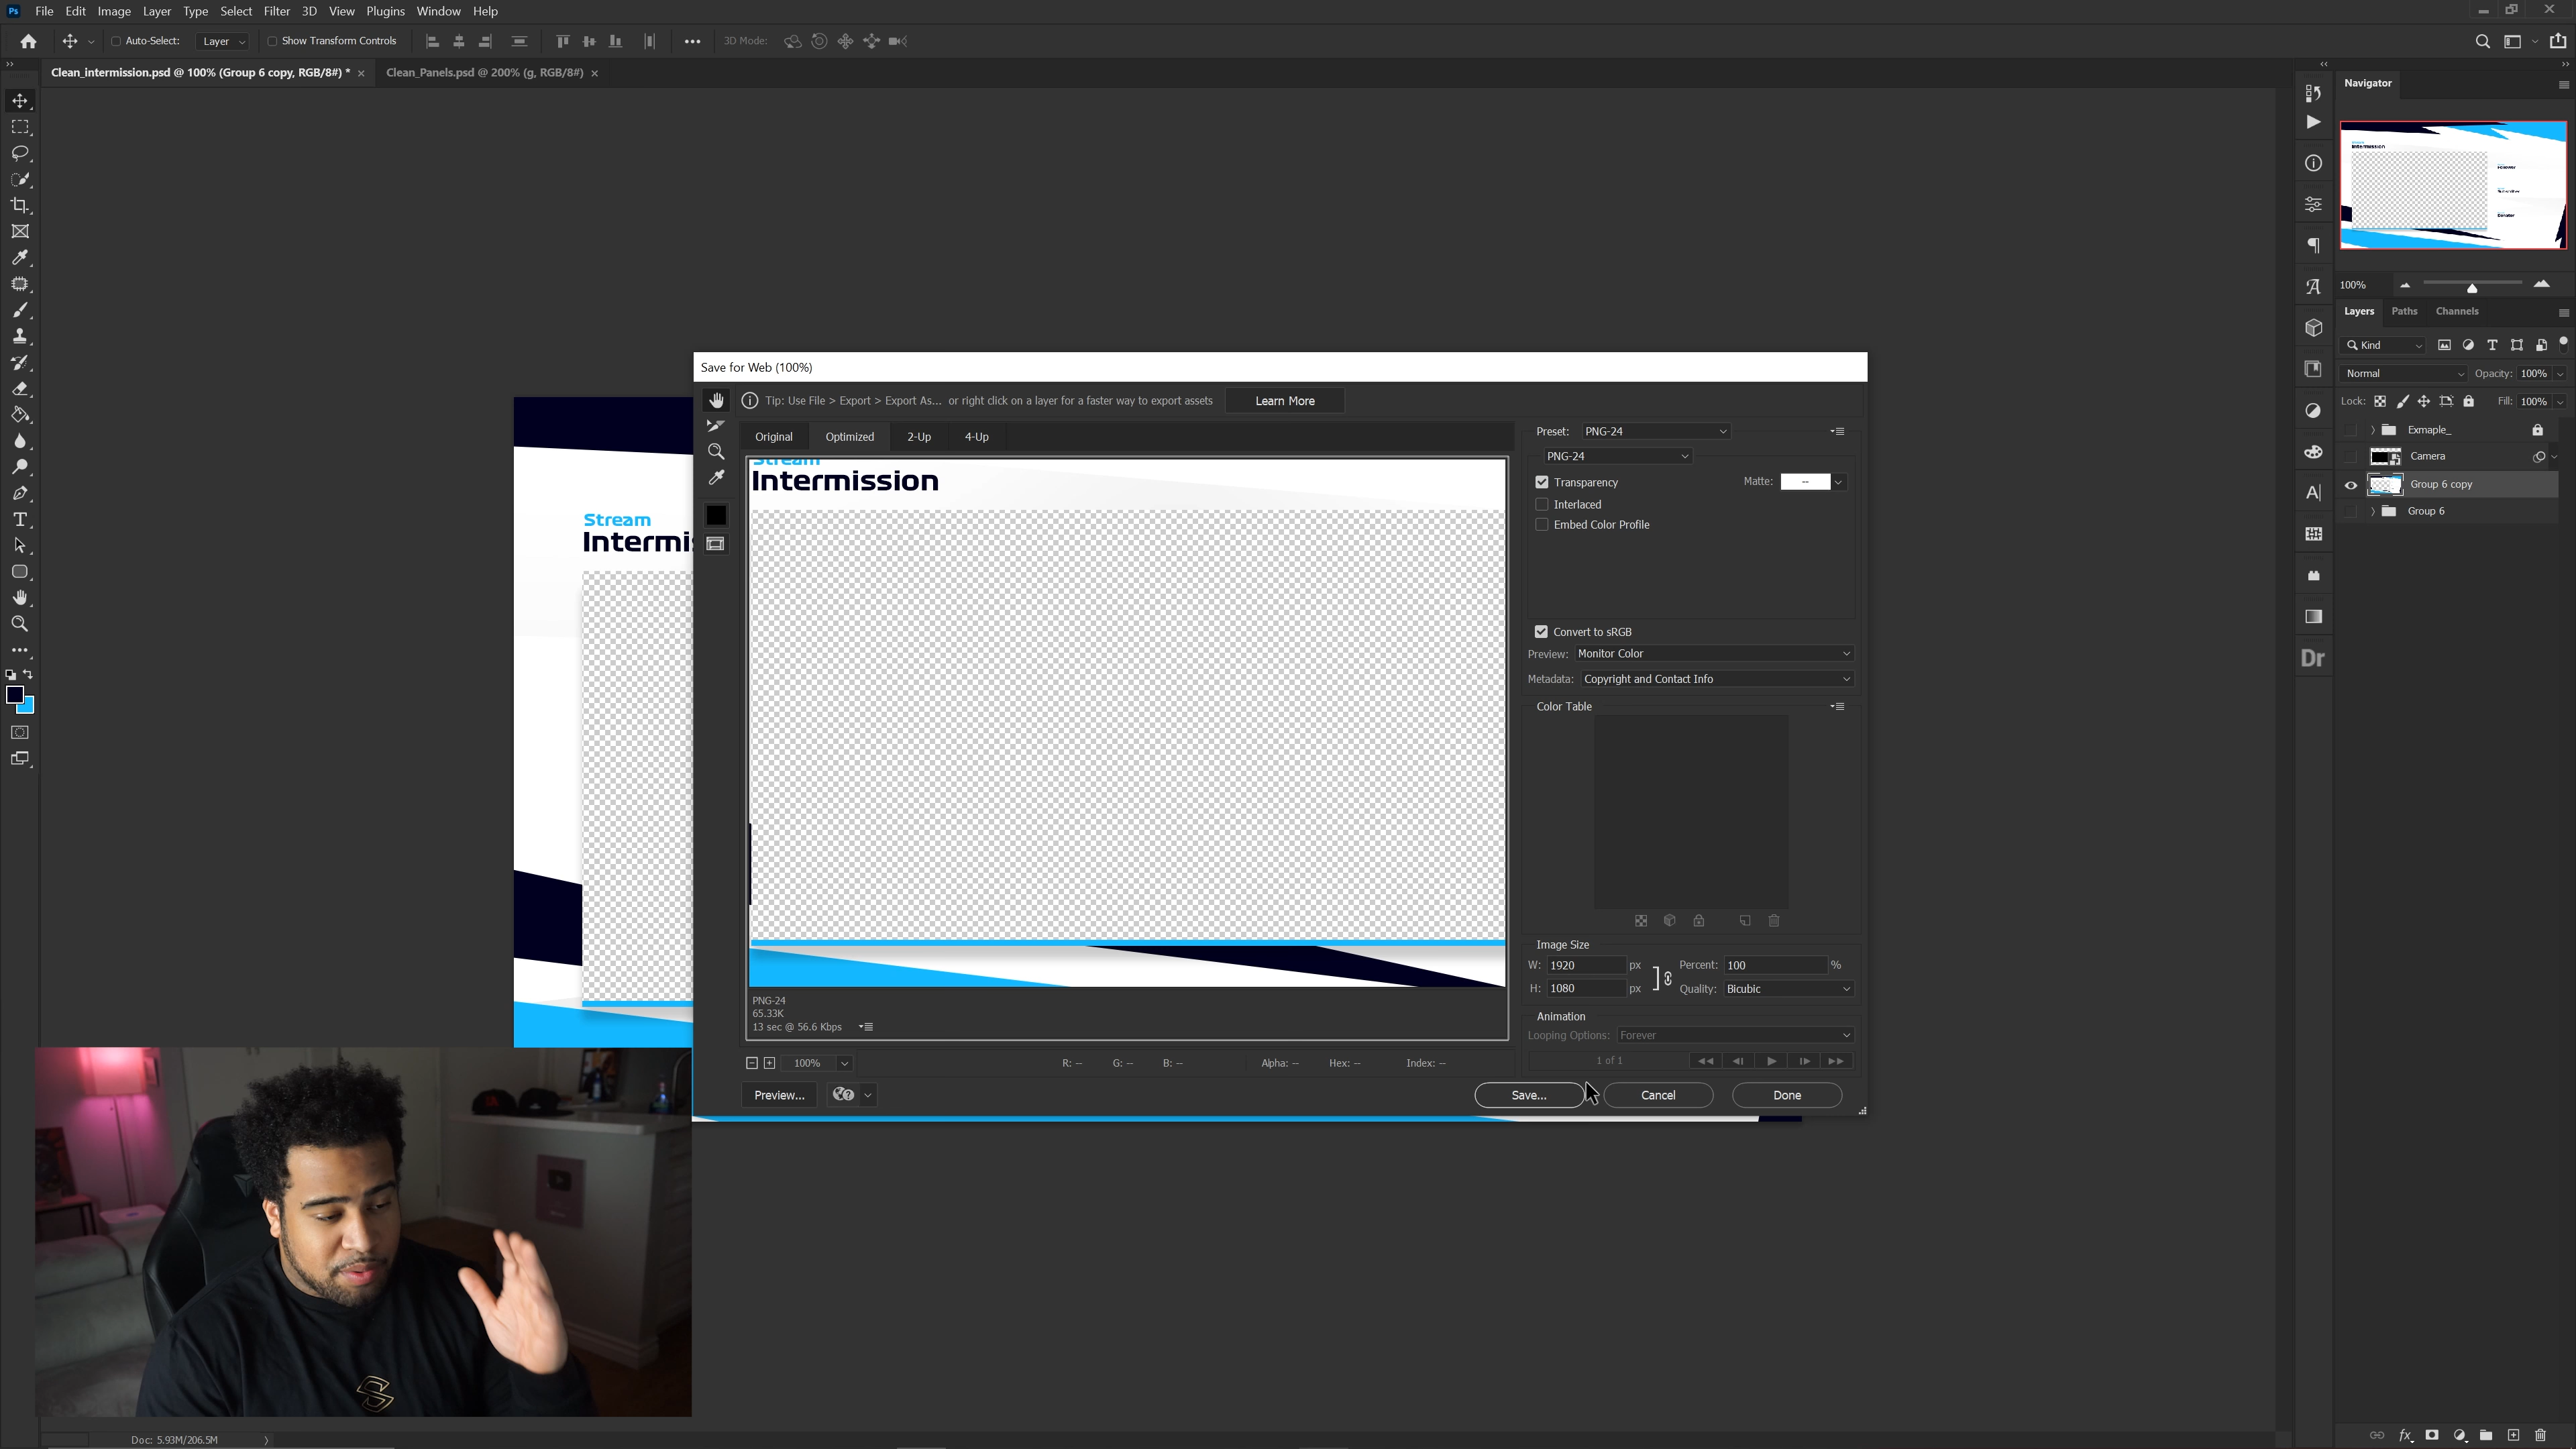 Ps File Edit Image Layer Type Select Filter 3D View Plugins Window Help
Auto-Select: Layer Show Transform Controls 3D Mode:
Clean_intermission.psd @ 100% (Group 6 copy, RGB/8#) * Clean_Panels.psd @ 200% (g, RGB/8#)
Navigator
Intermission
100%
Layers Paths Channels
Kind
Normal Opacity: 100%
Lock: Fill: 100%
Exmaple_
Camera
Group 6 copy
Group 6
Dr
Stream
Intermis
Save for Web (100%)
Tip: Use File > Export > Export As... or right click on a layer for a faster way to export assets Learn More
Original Optimized 2-Up 4-Up
Stream
Intermission
PNG-24
65.33K
13 sec @ 56.6 Kbps
100% R: -- G: -- B: -- Alpha: -- Hex: -- Index: --
Preview... Save... Cancel Done
Preset: PNG-24
PNG-24
Transparency Matte: --
Interlaced
Embed Color Profile
Convert to sRGB
Preview: Monitor Color
Metadata: Copyright and Contact Info
Color Table
Image Size
W: 1920 px Percent: 100 %
H: 1080 px Quality: Bicubic
Animation
Looping Options: Forever
1 of 1
Doc: 5.93M/206.5M